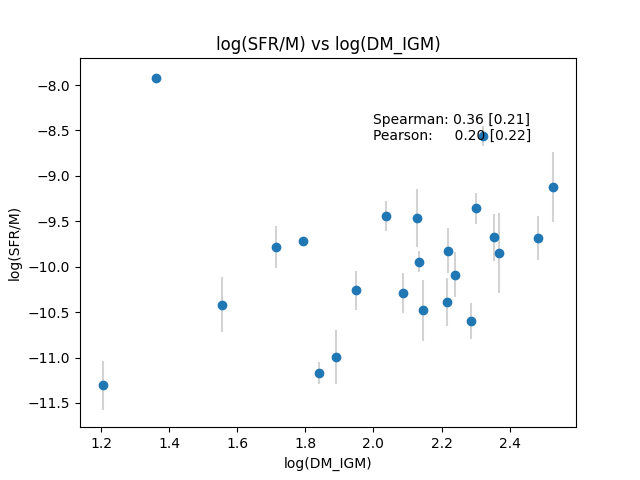 log(SFR/M) vs log(DM_IGM)
Spearman: 0.36 [0.21]
Pearson: 0.20 [0.22]
−8.0
−8.5
−9.0
−9.5
−10.0
−10.5
−11.0
−11.5
log(SFR/M)
1.2 1.4 1.6 1.8 2.0 2.2 2.4
log(DM_IGM)